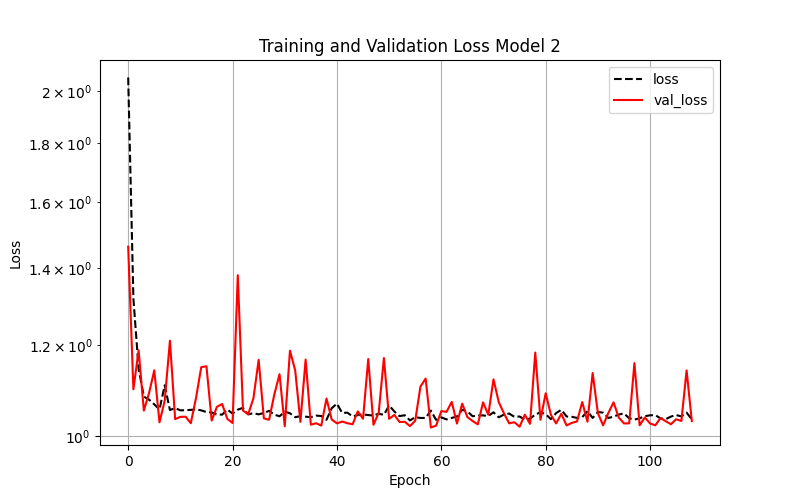 Training and Validation Loss Model 2
loss
val_loss
2 × 10⁰
1.8 × 10⁰
1.6 × 10⁰
1.4 × 10⁰
1.2 × 10⁰
10⁰
Loss
0 20 40 60 80 100
Epoch